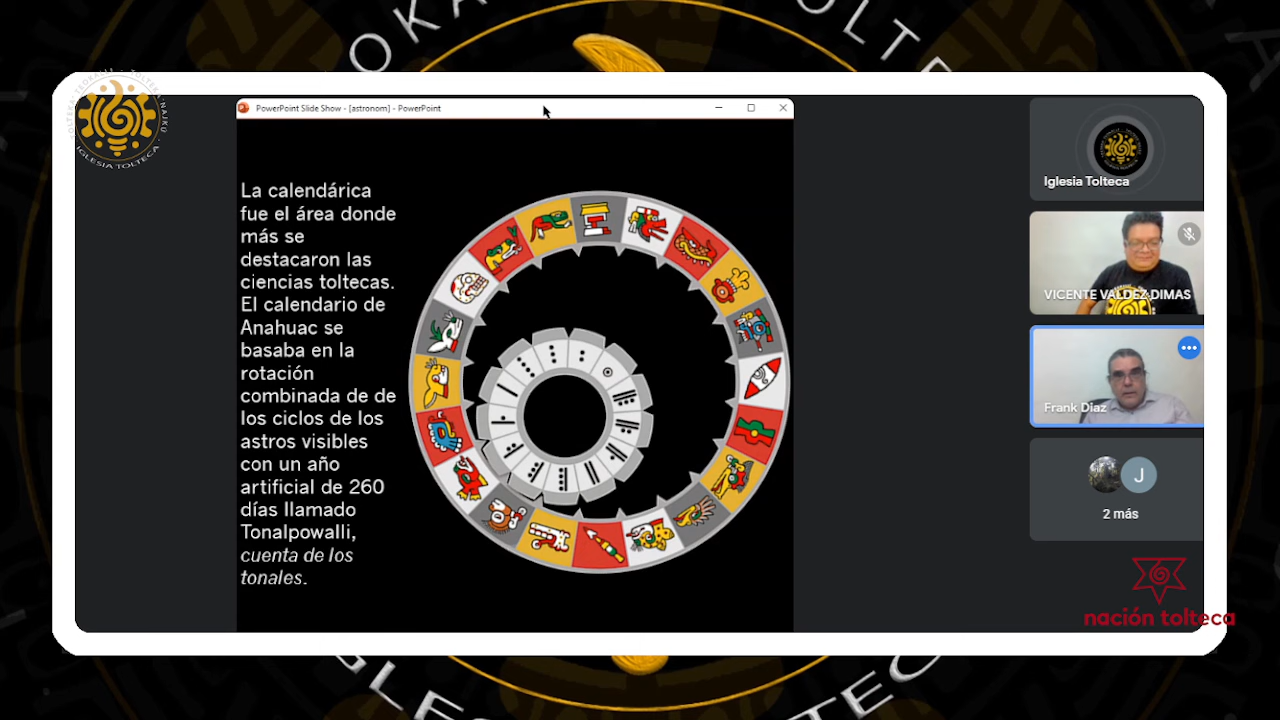 PowerPoint Slide Show - [astronom] - PowerPoint
La calendárica
fue el área donde
más se
destacaron las
ciencias toltecas.
El calendario de
Anahuac se
basaba en la
rotación
combinada de de
los ciclos de los
astros visibles
con un año
artificial de 260
días llamado
Tonalpowalli,
cuenta de los
tonales.
Iglesia Tolteca
VICENTE VALDEZ DIMAS
Frank Díaz
J
2 más
nación tolteca
IGLESIA TOLTECA